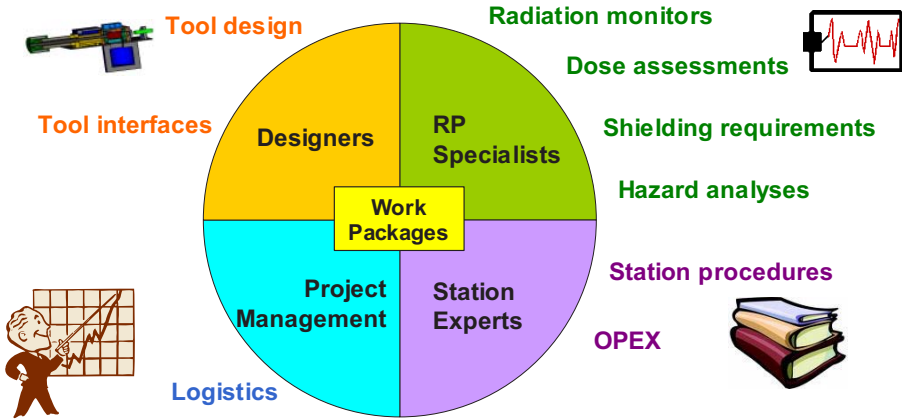 Tool design
Radiation monitors
Dose assessments
Tool interfaces
Shielding requirements
Designers
RP
Specialists
Hazard analyses
Work
Packages
Station procedures
Project
Management
Station
Experts
OPEX
Logistics